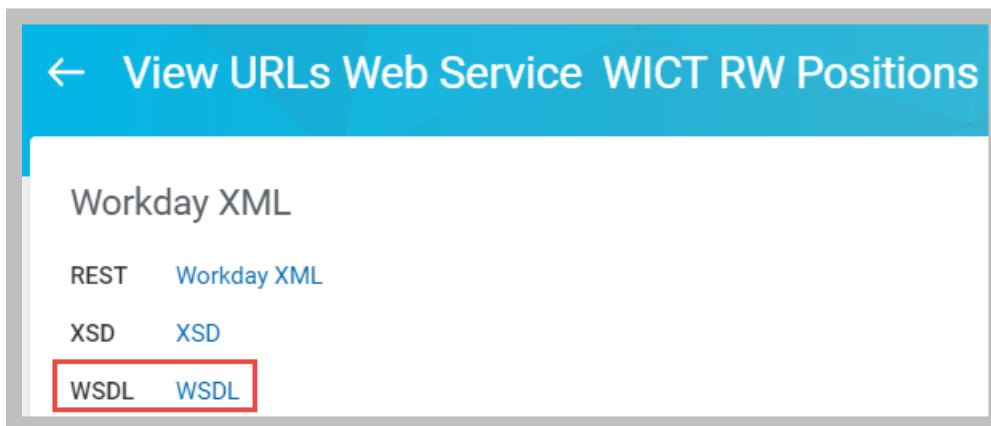 ← View URLs Web Service WICT RW Positions
Workday XML
REST Workday XML
XSD XSD
WSDL WSDL